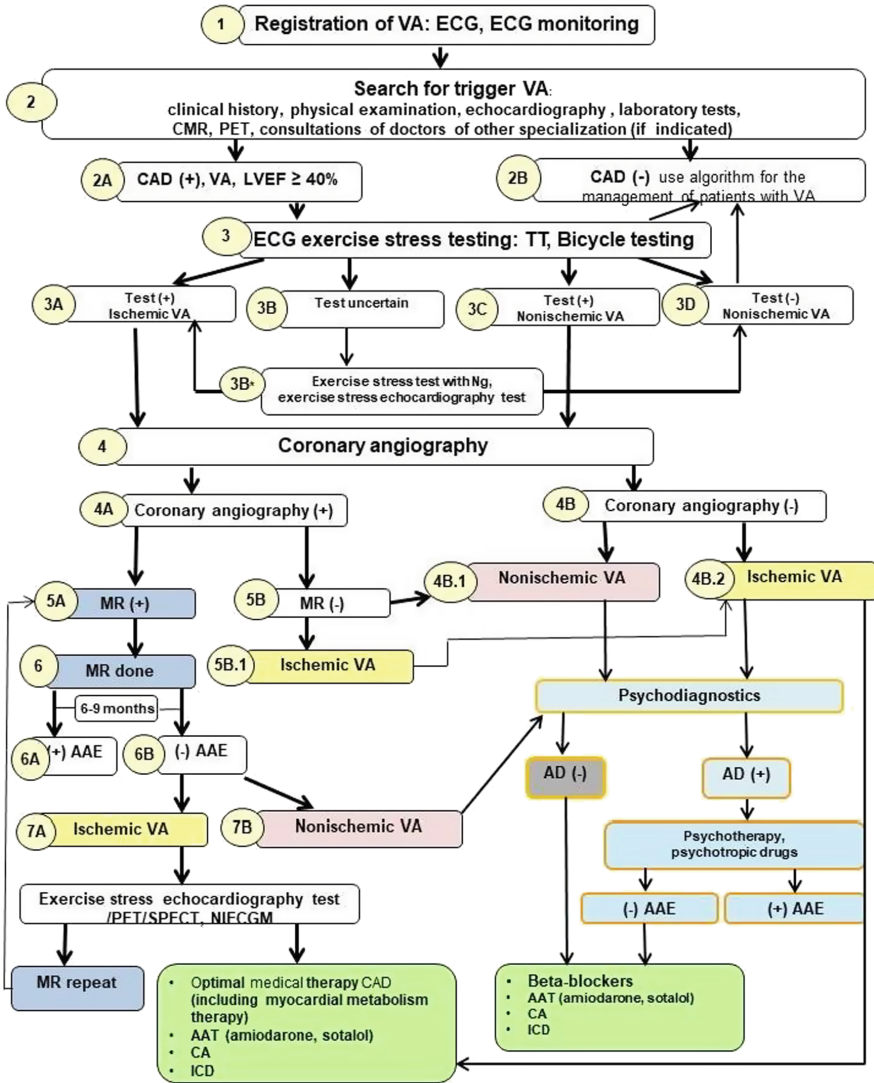 1
Registration of VA: ECG, ECG monitoring
2
Search for trigger VA:
clinical history, physical examination, echocardiography , laboratory tests,
CMR, PET, consultations of doctors of other specialization (if indicated)
2A
CAD (+), VA, LVEF ≥ 40%
2B
CAD (-) use algorithm for the
management of patients with VA
3
ECG exercise stress testing: TT, Bicycle testing
3A
Test (+)
Ischemic VA
3B
Test uncertain
3C
Test (+)
Nonischemic VA
3D
Test (-)
Nonischemic VA
3B*
Exercise stress test with Ng,
exercise stress echocardiography test
4
Coronary angiography
4A
Coronary angiography (+)
4B
Coronary angiography (-)
5A
MR (+)
5B
MR (-)
4B.1
Nonischemic VA
4B.2
Ischemic VA
6
MR done
5B.1
Ischemic VA
6-9 months
Psychodiagnostics
6A
(+) AAE
6B
(-) AAE
AD (-)
AD (+)
7A
Ischemic VA
7B
Nonischemic VA
Psychotherapy,
psychotropic drugs
Exercise stress echocardiography test
/PET/SPECT, NIECGM
(-) AAE
(+) AAE
MR repeat
• Optimal medical therapy CAD
(including myocardial metabolism
therapy)
• AAT (amiodarone, sotalol)
• CA
• ICD
• Beta-blockers
• AAT (amiodarone, sotalol)
• CA
• ICD